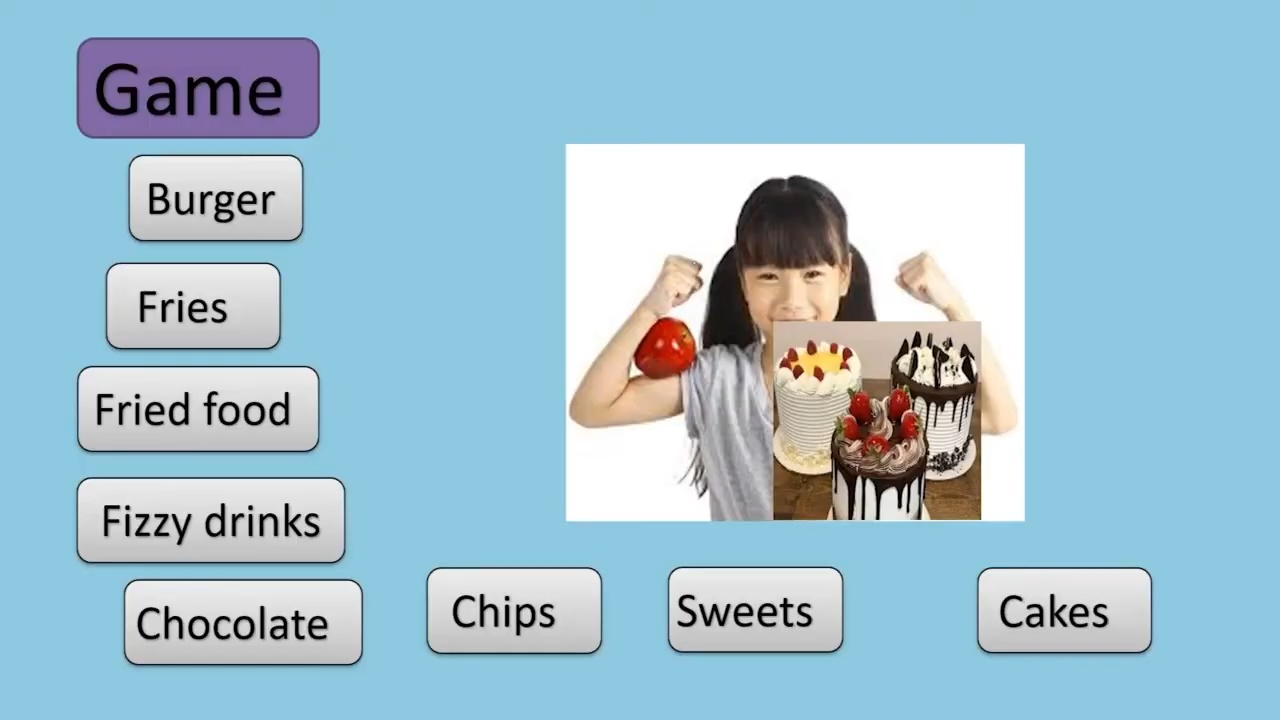 Game
Burger
Fries
Fried food
Fizzy drinks
Chocolate
Chips
Sweets
Cakes